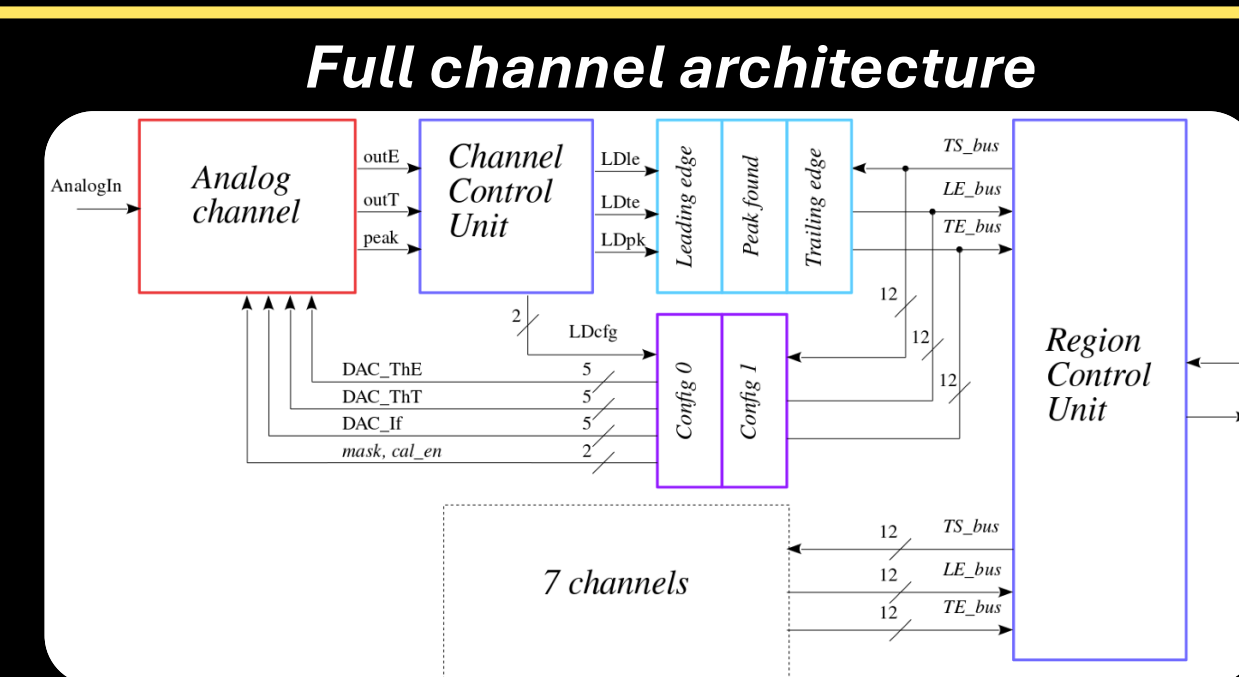 Full channel architecture
AnalogIn
Analog
channel
outE
outT
peak
Channel
Control
Unit
LDle
LDte
LDpk
Leading edge
Peak found
Trailing edge
TS_bus
LE_bus
TE_bus
12
12
12
2
LDcfg
DAC_ThE
5
DAC_ThT
5
DAC_If
5
mask, cal_en
2
Config 0
Config 1
Region
Control
Unit
7 channels
12
TS_bus
12
LE_bus
12
TE_bus